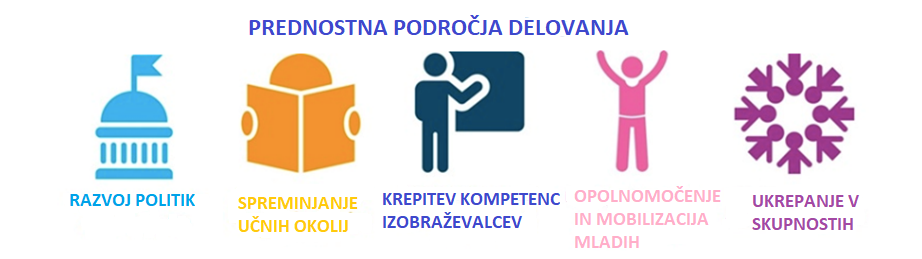 PREDNOSTNA PODROČJA DELOVANJA
RAZVOJ POLITIK
SPREMINJANJE
UČNIH OKOLIJ
KREPITEV KOMPETENC
IZOBRAŽEVALCEV
OPOLNOMOČENJE
IN MOBILIZACIJA
MLADIH
UKREPANJE V
SKUPNOSTIH